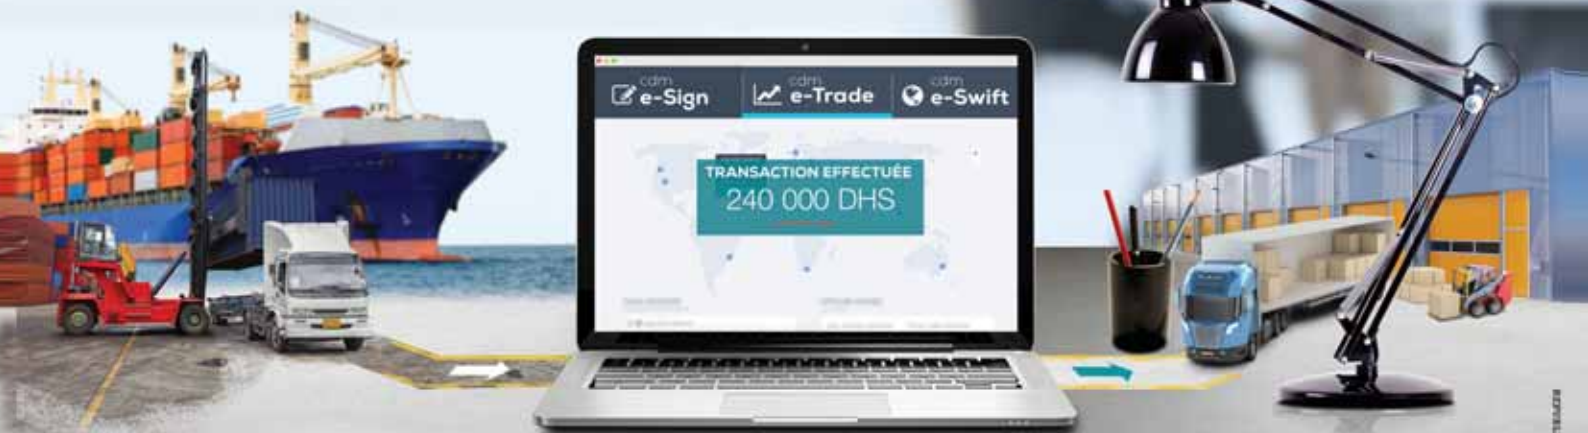 cdm
e-Sign
cdm
e-Trade
cdm
e-Swift
TRANSACTION EFFECTUÉE
240 000 DHS